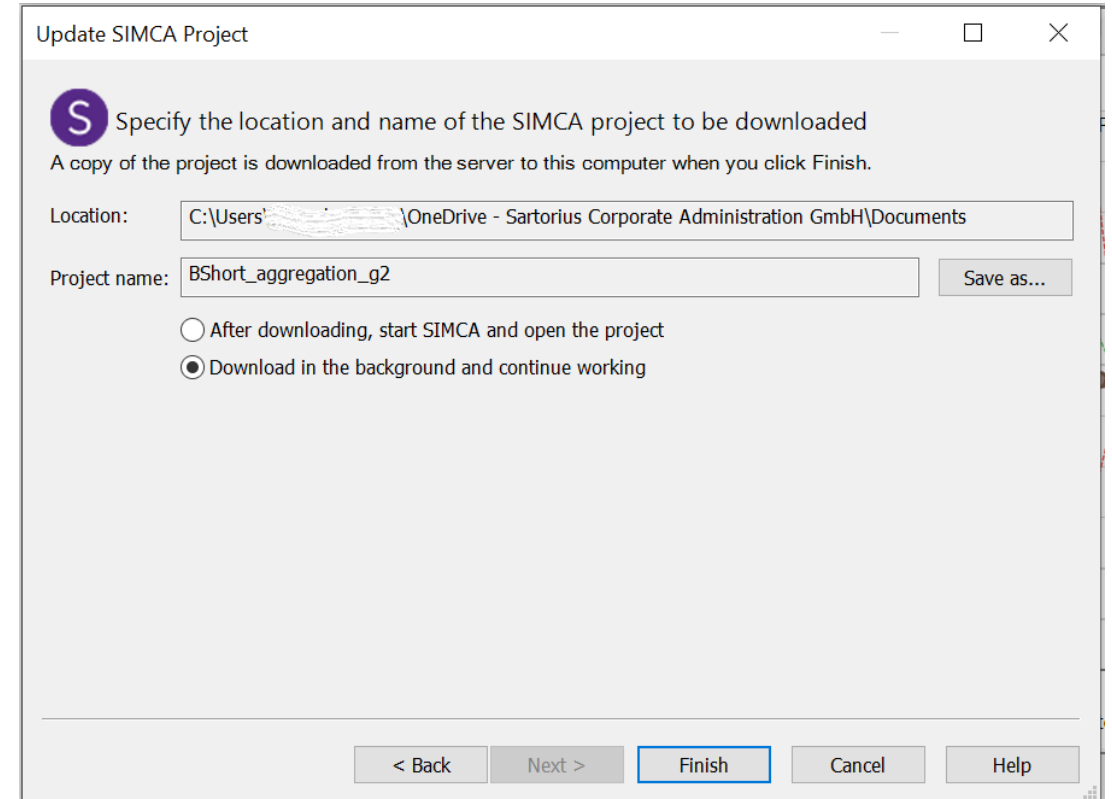 Update SIMCA Project
S
Specify the location and name of the SIMCA project to be downloaded
A copy of the project is downloaded from the server to this computer when you click Finish.
Location:
C:\Users\ \OneDrive - Sartorius Corporate Administration GmbH\Documents
Project name:
BShort_aggregation_g2
Save as...
After downloading, start SIMCA and open the project
Download in the background and continue working
< Back
Next >
Finish
Cancel
Help